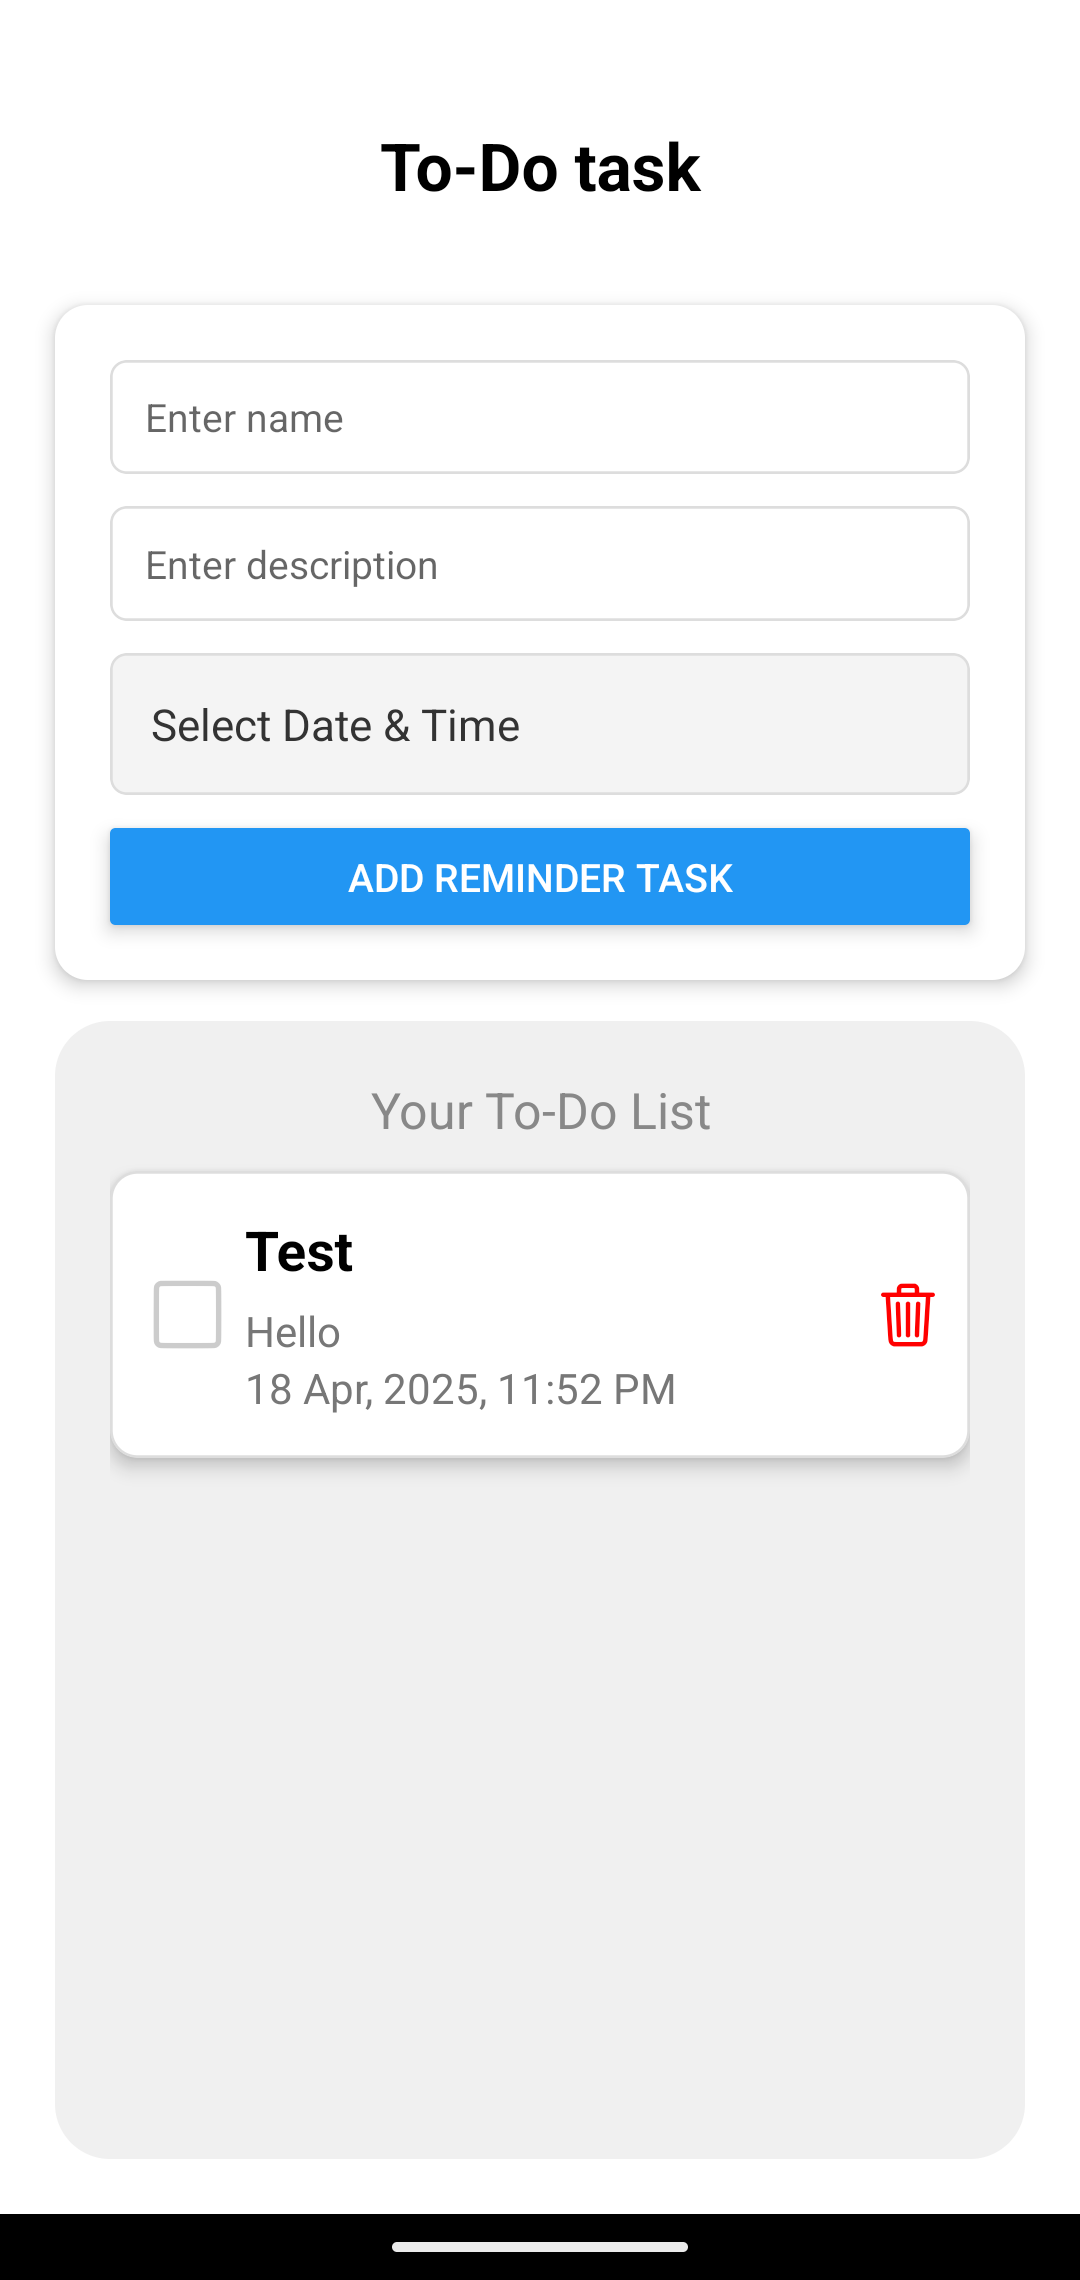 To-Do task
Enter name
Enter description
Select Date & Time
ADD REMINDER TASK
Your To-Do List
Test
Hello
18 Apr, 2025, 11:52 PM